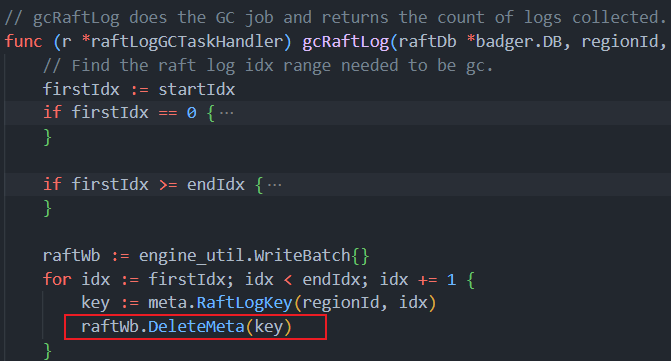 // gcRaftLog does the GC job and returns the count of logs collected.
func (r *raftLogGCTaskHandler) gcRaftLog(raftDb *badger.DB, regionId,
// Find the raft log idx range needed to be gc.
firstIdx := startIdx
if firstIdx == 0 {⋯
}
if firstIdx >= endIdx {⋯
}
raftWb := engine_util.WriteBatch{}
for idx := firstIdx; idx < endIdx; idx += 1 {
key := meta.RaftLogKey(regionId, idx)
raftWb.DeleteMeta(key)
}